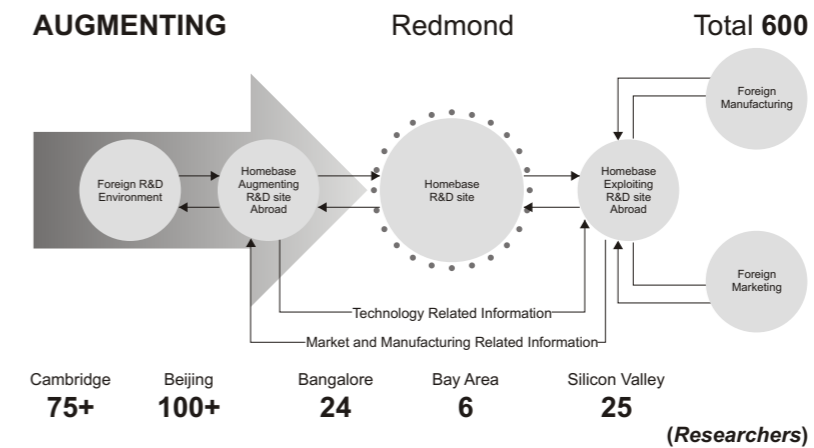 AUGMENTING
Redmond
Total 600
Foreign
Manufacturing
Foreign R&D
Environment
Homebase
Augmenting
R&D site
Abroad
Homebase
R&D site
Homebase
Exploiting
R&D site
Abroad
Foreign
Marketing
Technology Related Information
Market and Manufacturing Related Information
Cambridge
75+
Beijing
100+
Bangalore
24
Bay Area
6
Silicon Valley
25
(Researchers)